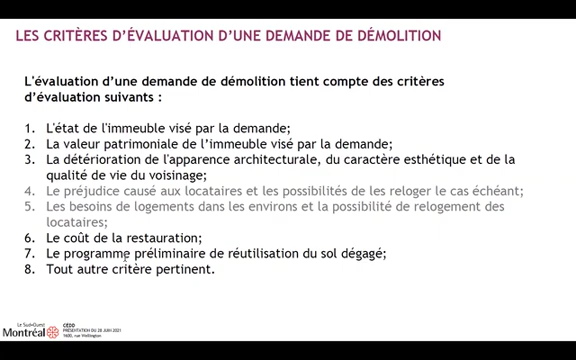 LES CRITÈRES D'ÉVALUATION D'UNE DEMANDE DE DÉMOLITION
L'évaluation d'une demande de démolition tient compte des critères
d'évaluation suivants :
1. L'état de l'immeuble visé par la demande;
2. La valeur patrimoniale de l'immeuble visé par la demande;
3. La détérioration de l'apparence architecturale, du caractère esthétique et de la
qualité de vie du voisinage;
4. Le préjudice causé aux locataires et les possibilités de les reloger le cas échéant;
5. Les besoins de logements dans les environs et la possibilité de relogement des
locataires;
6. Le coût de la restauration;
7. Le programme préliminaire de réutilisation du sol dégagé;
8. Tout autre critère pertinent.
Le Sud-Ouest
Montréal
CEDD
PRÉSENTATION DU 28 JUIN 2021
1600, rue Wellington